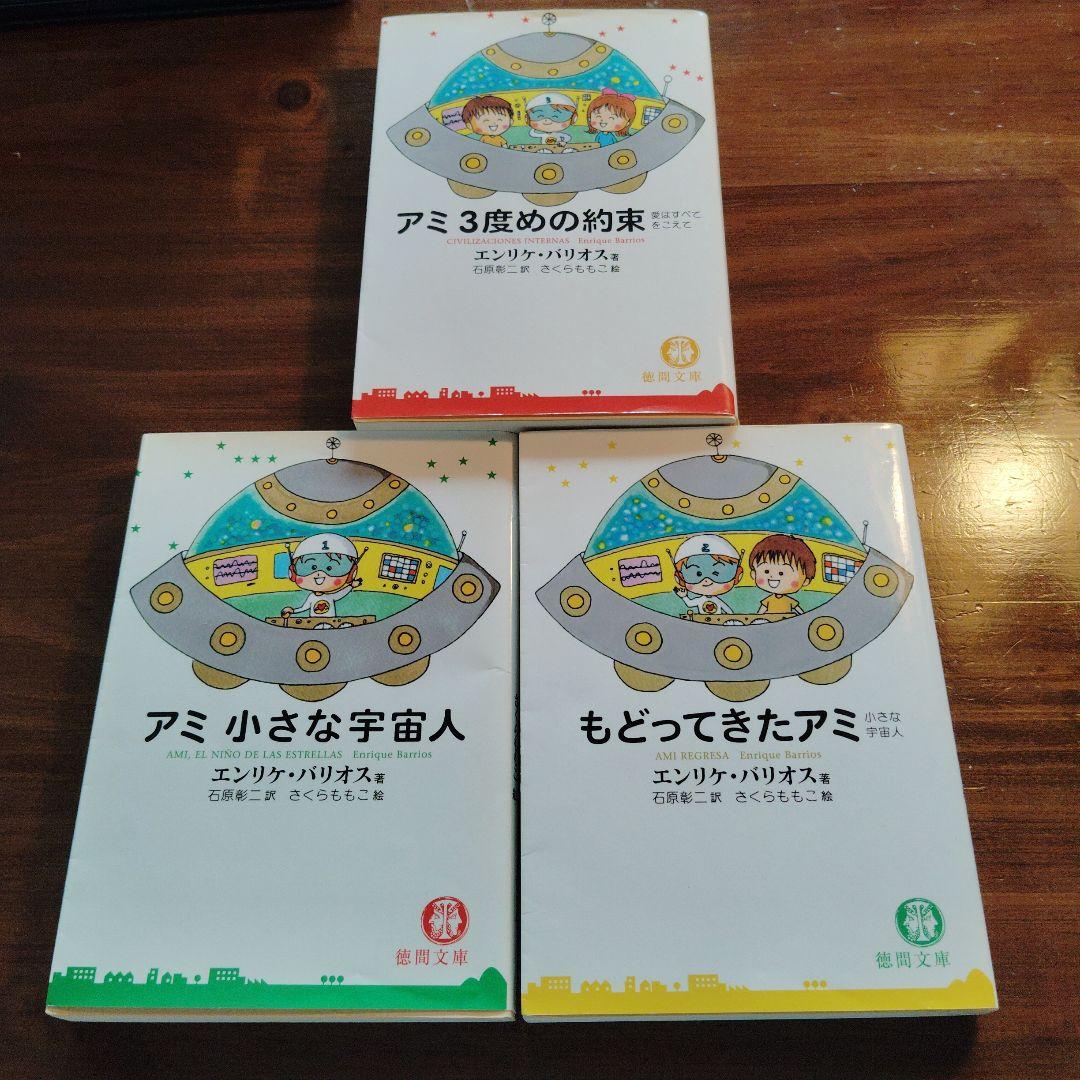 3
アミ 3度めの約束 愛はすべて
をこえて
CIVILIZACIONES INTERNAS Enrique Barrios
エンリケ・バリオス 著
石原彰二 訳 さくらももこ 絵
徳間文庫
1
アミ 小さな宇宙人
AMI, EL NIÑO DE LAS ESTRELLAS Enrique Barrios
エンリケ・バリオス 著
石原彰二 訳 さくらももこ 絵
徳間文庫
2
もどってきたアミ 小さな
宇宙人
AMI REGRESA Enrique Barrios
エンリケ・バリオス 著
石原彰二 訳 さくらももこ 絵
徳間文庫